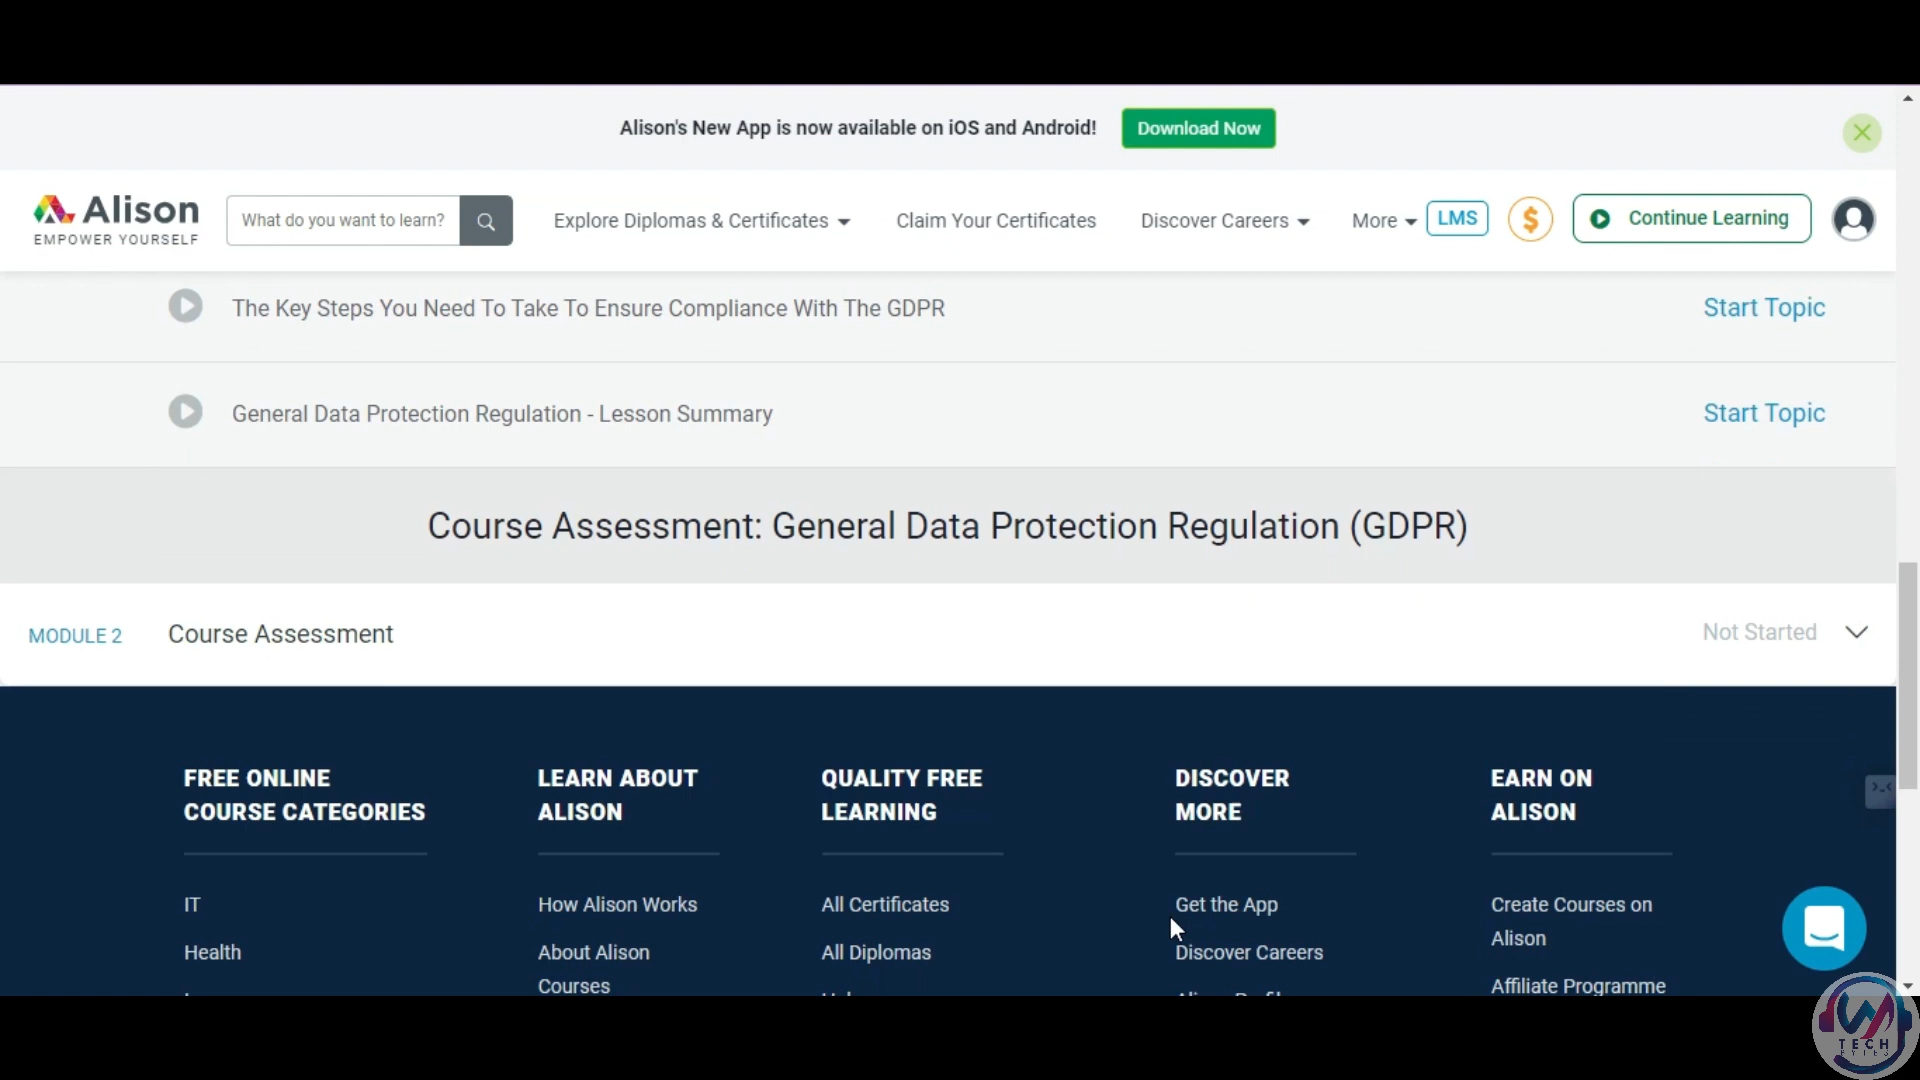 Alison's New App is now available on iOS and Android!
Download Now
Alison
EMPOWER YOURSELF
What do you want to learn?
Explore Diplomas & Certificates
Claim Your Certificates
Discover Careers
More
LMS
$
Continue Learning
The Key Steps You Need To Take To Ensure Compliance With The GDPR
Start Topic
General Data Protection Regulation - Lesson Summary
Start Topic
Course Assessment: General Data Protection Regulation (GDPR)
MODULE 2
Course Assessment
Not Started
FREE ONLINE
COURSE CATEGORIES
IT
Health
LEARN ABOUT
ALISON
How Alison Works
About Alison
Courses
QUALITY FREE
LEARNING
All Certificates
All Diplomas
DISCOVER
MORE
Get the App
Discover Careers
EARN ON
ALISON
Create Courses on
Alison
Affiliate Programme
TECH
BYTES